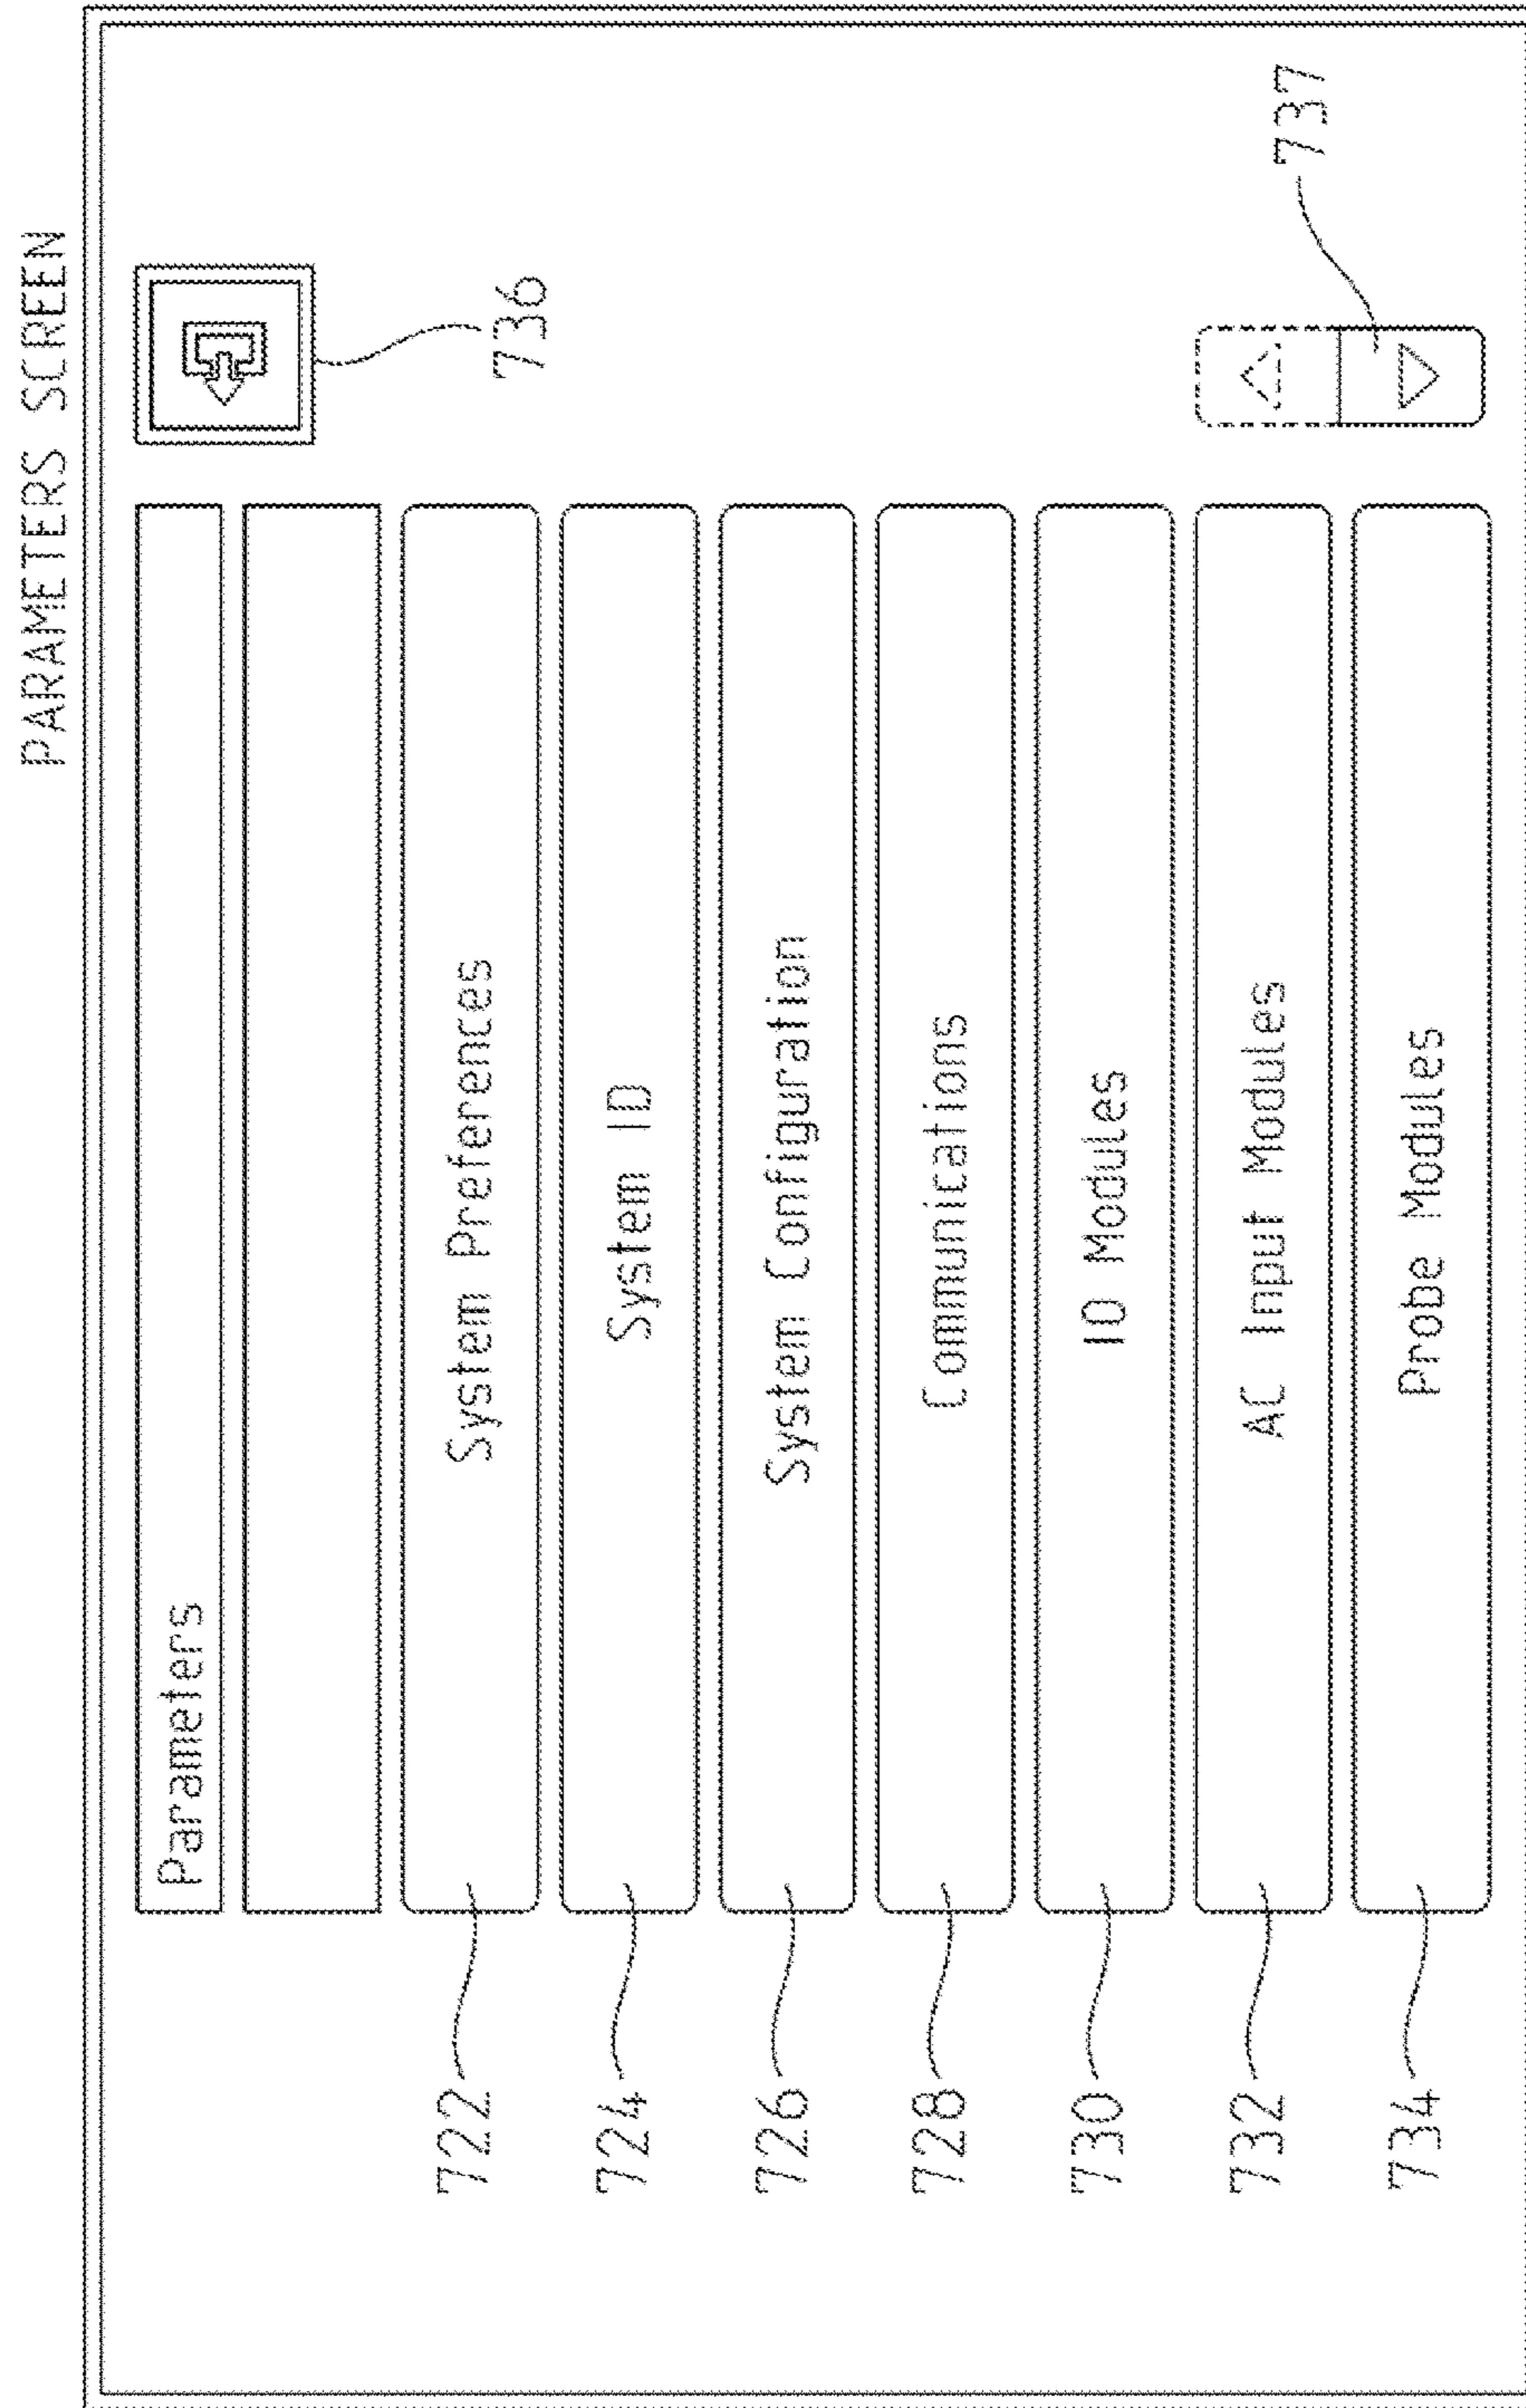 PARAMETERS SCREEN
Parameters
736
722
System Preferences
724
System ID
726
System Configuration
728
Communications
730
IO Modules
732
AC Input Modules
737
734
Probe Modules